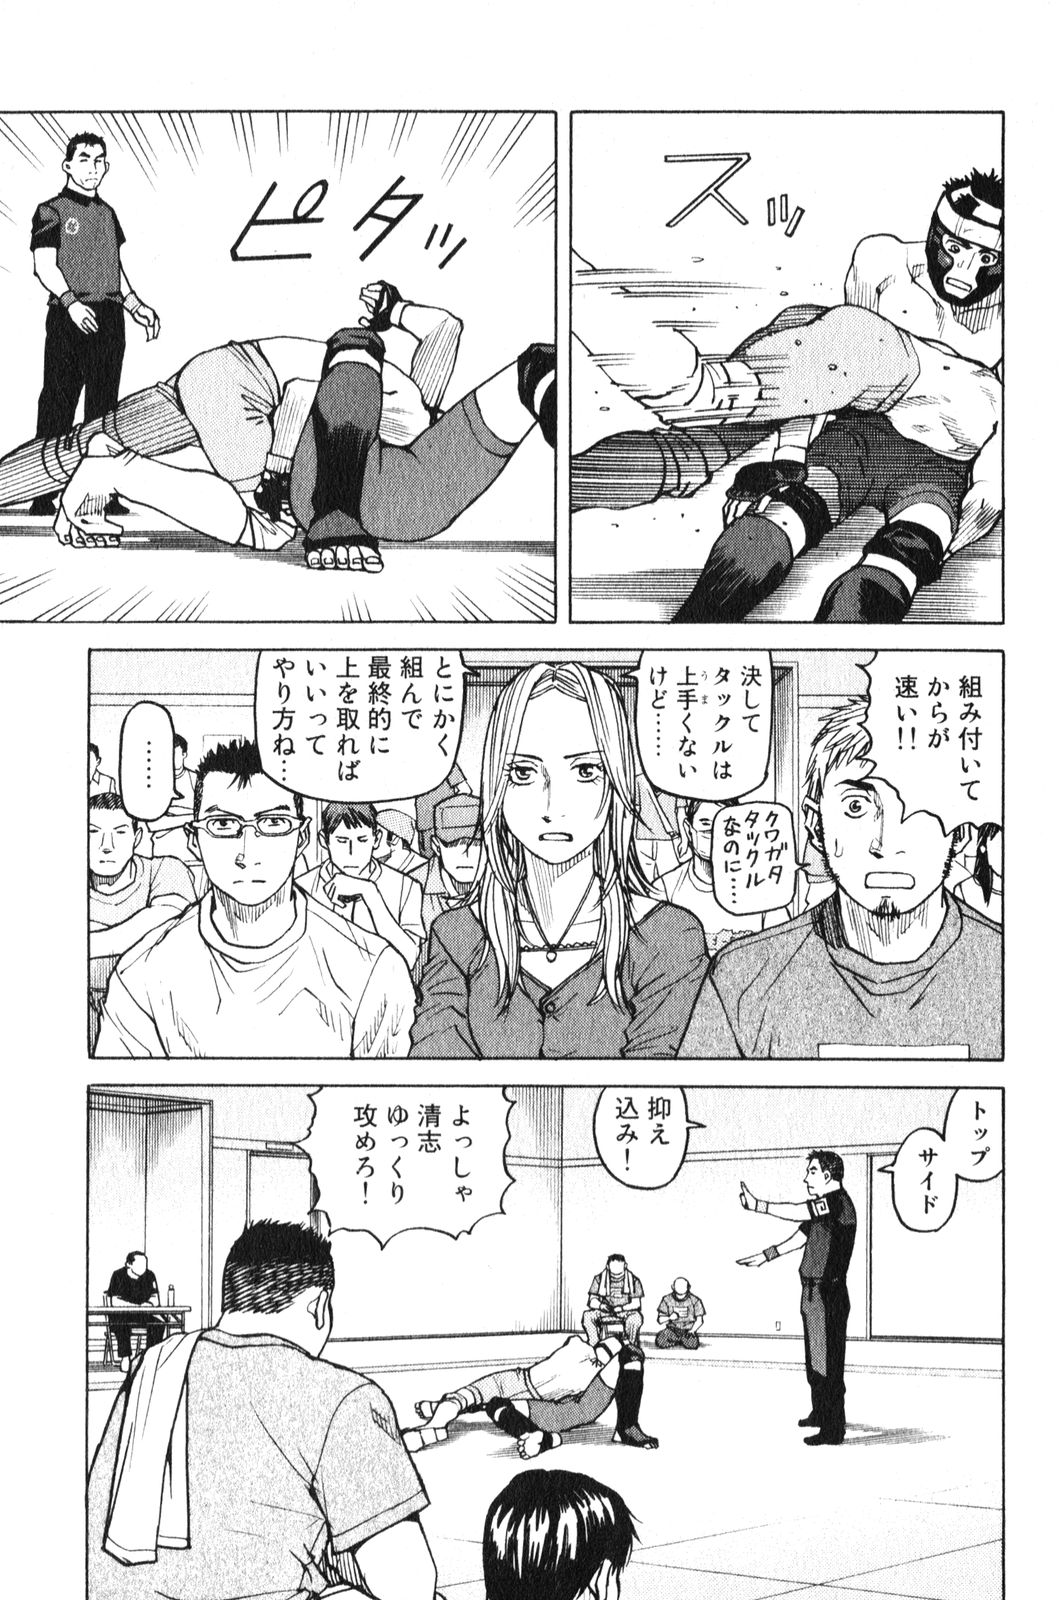 スッ
ピタッ
組み付いて
からが
速い!!
クワガタ
タックル
なのに…
決して
タックルは
上手くない
うま
けど……
とにかく
組んで
最終的に
上を取れば
いいって
やり方ね…
……
トップ
サイド
抑え
込み!
よっしゃ
清志
ゆっくり
攻めろ!